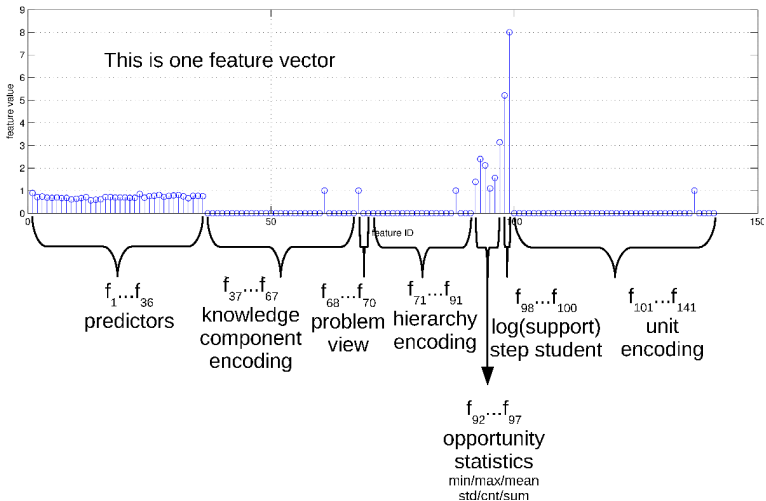 9
8
7
6
5
4
3
2
1
0
feature value
This is one feature vector
0
50
100
150
feature ID
f1...f36
predictors
f37...f67
knowledge
component
encoding
f68...f70
problem
view
f71...f91
hierarchy
encoding
f98...f100
log(support)
step student
f101...f141
unit
encoding
f92...f97
opportunity
statistics
min/max/mean
std/cnt/sum